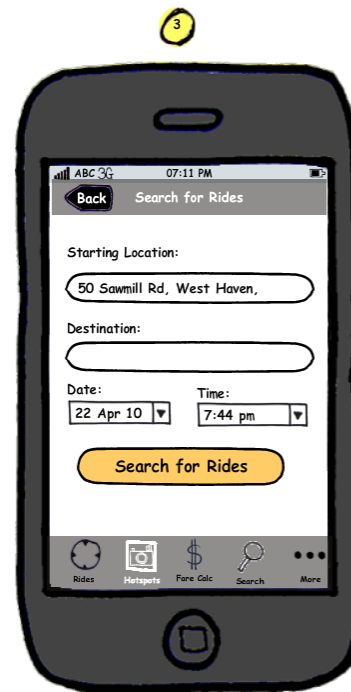 3
ABC 3G 07:11 PM
Back Search for Rides
Starting Location:
50 Sawmill Rd, West Haven,
Destination:
Date: Time:
22 Apr 10 7:44 pm
Search for Rides
Rides Hotspots Fare Calc Search More